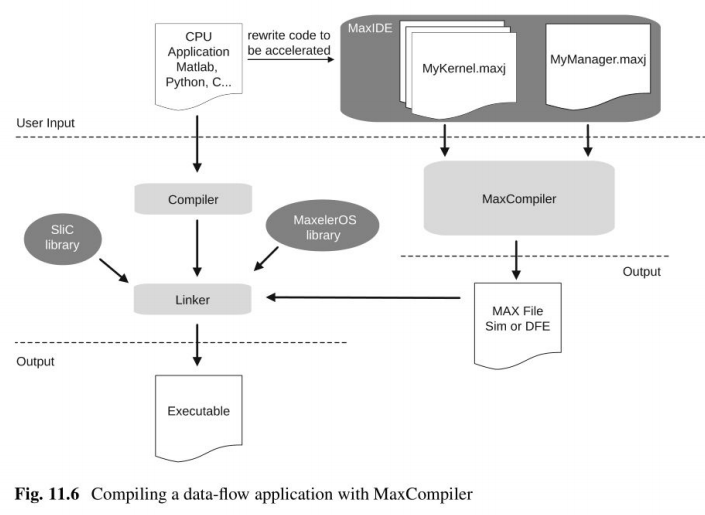 CPU
Application
Matlab,
Python, C...
rewrite code to
be accelerated
MaxIDE
MyKernel.maxj
MyManager.maxj
User Input
Compiler
MaxCompiler
SliC
library
MaxelerOS
library
Output
Linker
MAX File
Sim or DFE
Output
Executable
Fig. 11.6 Compiling a data-flow application with MaxCompiler